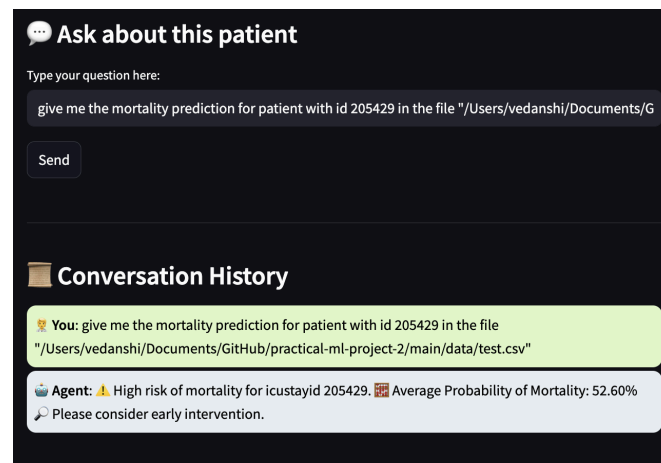 💬 Ask about this patient
Type your question here:
give me the mortality prediction for patient with id 205429 in the file "/Users/vedanshi/Documents/G
Send
📜 Conversation History
🧑‍⚕️ You: give me the mortality prediction for patient with id 205429 in the file
"/Users/vedanshi/Documents/GitHub/practical-ml-project-2/main/data/test.csv"
🤖 Agent: ⚠️ High risk of mortality for icustayid 205429. 🧮 Average Probability of Mortality: 52.60%
🔎 Please consider early intervention.